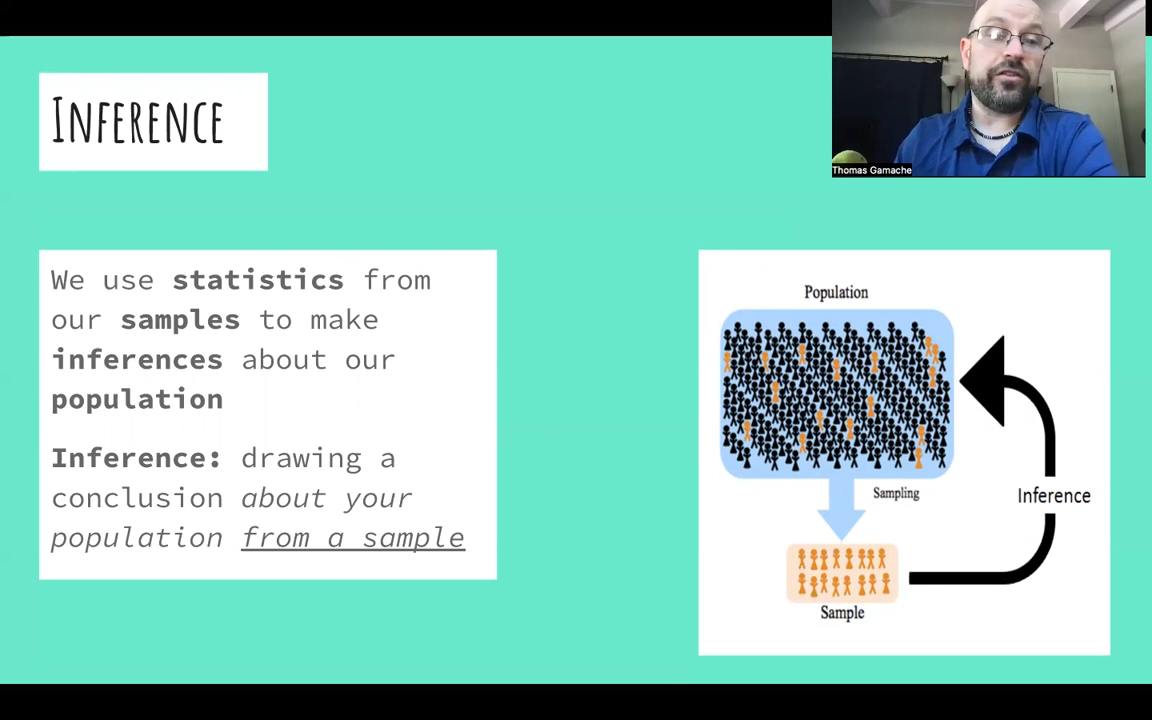 INFERENCE
Thomas Gamache
We use statistics from
our samples to make
inferences about our
population
Inference: drawing a
conclusion about your
population from a sample
Population
Sampling
Inference
Sample